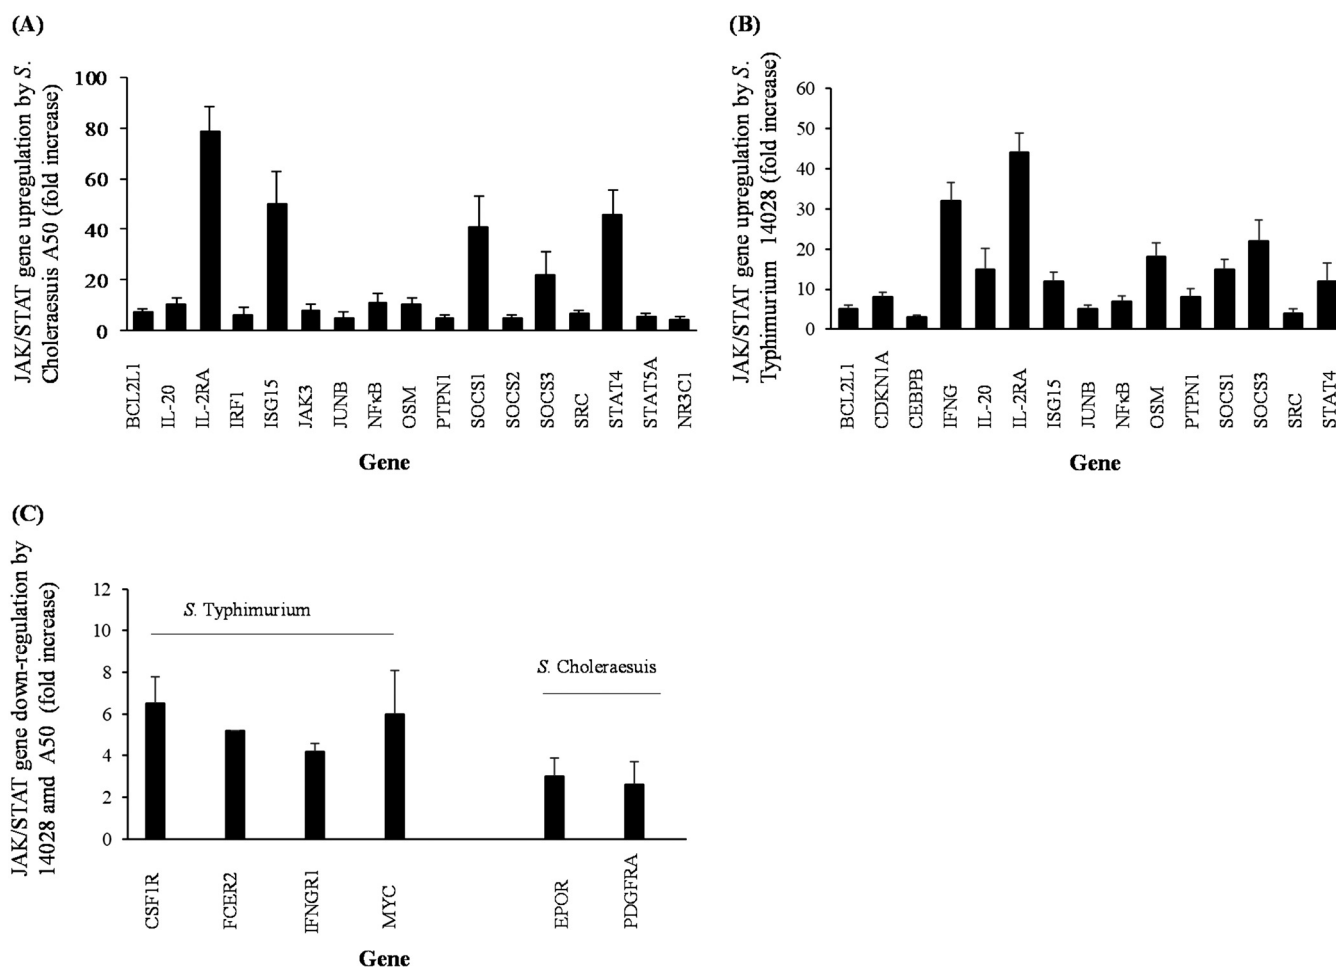 (A)
JAK/STAT gene upregulation by S.
Choleraesuis A50 (fold increase)
100
80
60
40
20
0
BCL2L1
IL-20
IL-2RA
IRF1
ISG15
JAK3
JUNB
NFκB
OSM
PTPN1
SOCS1
SOCS2
SOCS3
SRC
STAT4
STAT5A
NR3C1
Gene
(B)
JAK/STAT gene upregulation by S.
Typhimurium 14028 (fold increase)
60
50
40
30
20
10
0
BCL2L1
CDKN1A
CEBPB
IFNG
IL-20
IL-2RA
ISG15
JUNB
NFκB
OSM
PTPN1
SOCS1
SOCS3
SRC
STAT4
Gene
(C)
JAK/STAT gene down-regulation by
14028 amd A50 (fold increase)
12
10
8
6
4
2
0
S. Typhimurium
S. Choleraesuis
CSF1R
FCER2
IFNGR1
MYC
EPOR
PDGFRA
Gene